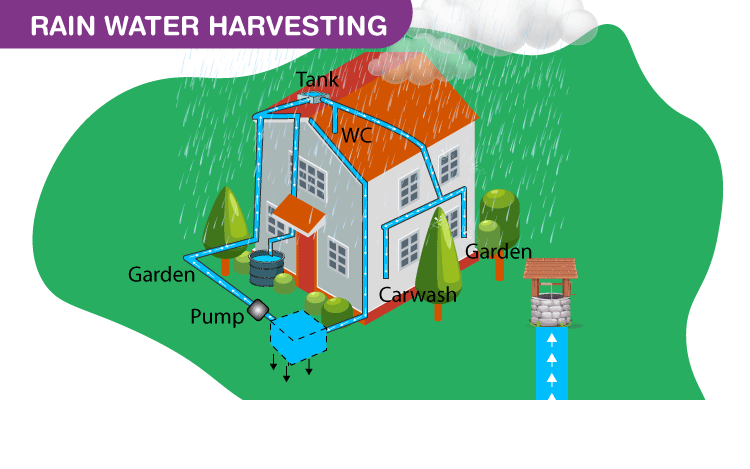 RAIN WATER HARVESTING
Tank
WC
Garden
Garden
Carwash
Pump